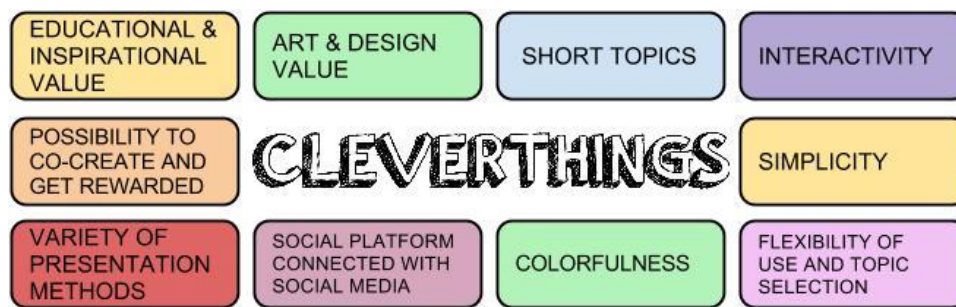 EDUCATIONAL &
INSPIRATIONAL
VALUE
ART & DESIGN
VALUE
SHORT TOPICS
INTERACTIVITY
POSSIBILITY TO
CO-CREATE AND
GET REWARDED
CLEVERTHINGS
SIMPLICITY
VARIETY OF
PRESENTATION
METHODS
SOCIAL PLATFORM
CONNECTED WITH
SOCIAL MEDIA
COLORFULNESS
FLEXIBILITY OF
USE AND TOPIC
SELECTION